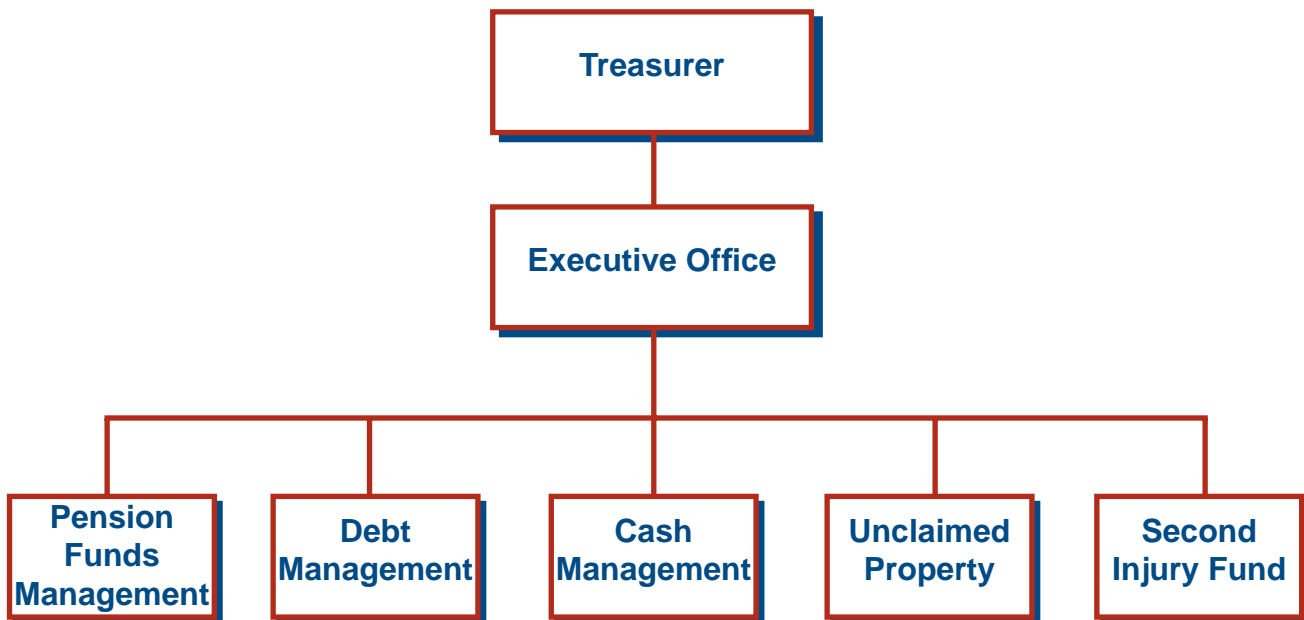 Treasurer
Executive Office
Pension
Funds
Management
Debt
Management
Cash
Management
Unclaimed
Property
Second
Injury Fund